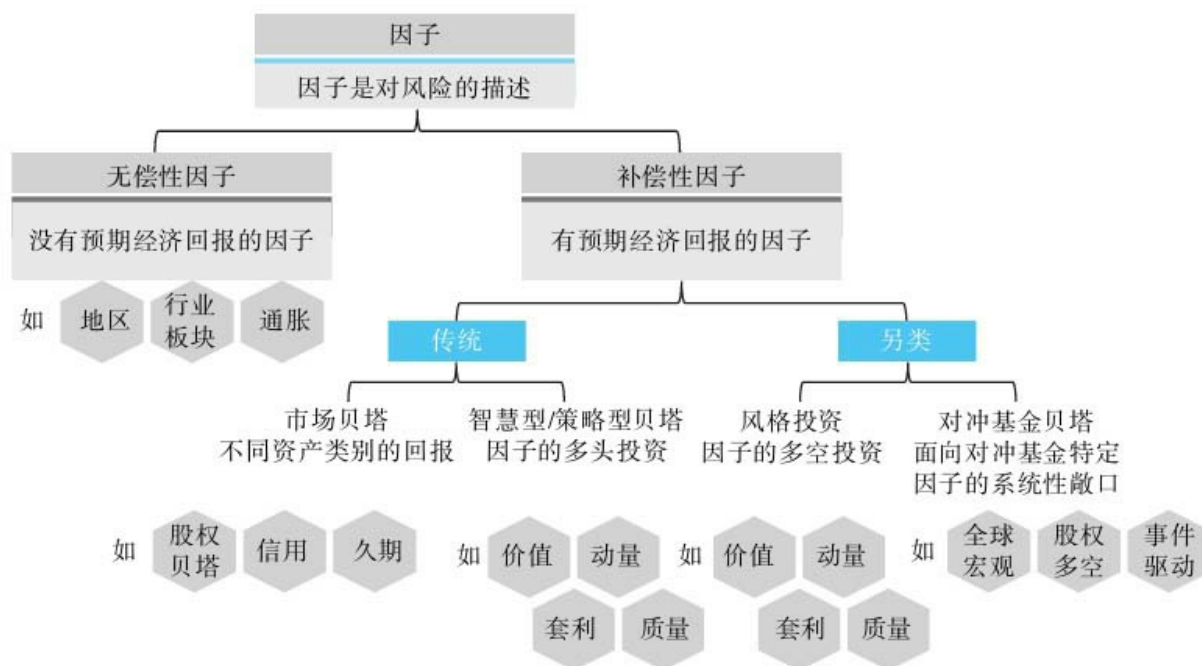 因子
因子是对风险的描述
无偿性因子
没有预期经济回报的因子
补偿性因子
有预期经济回报的因子
如
地区
行业
板块
通胀
传统
另类
市场贝塔
不同资产类别的回报
智慧型/策略型贝塔
因子的多头投资
风格投资
因子的多空投资
对冲基金贝塔
面向对冲基金特定
因子的系统性敞口
如
股权
贝塔
信用
久期
如
价值
动量
套利
质量
如
价值
动量
套利
质量
如
全球
宏观
股权
多空
事件
驱动